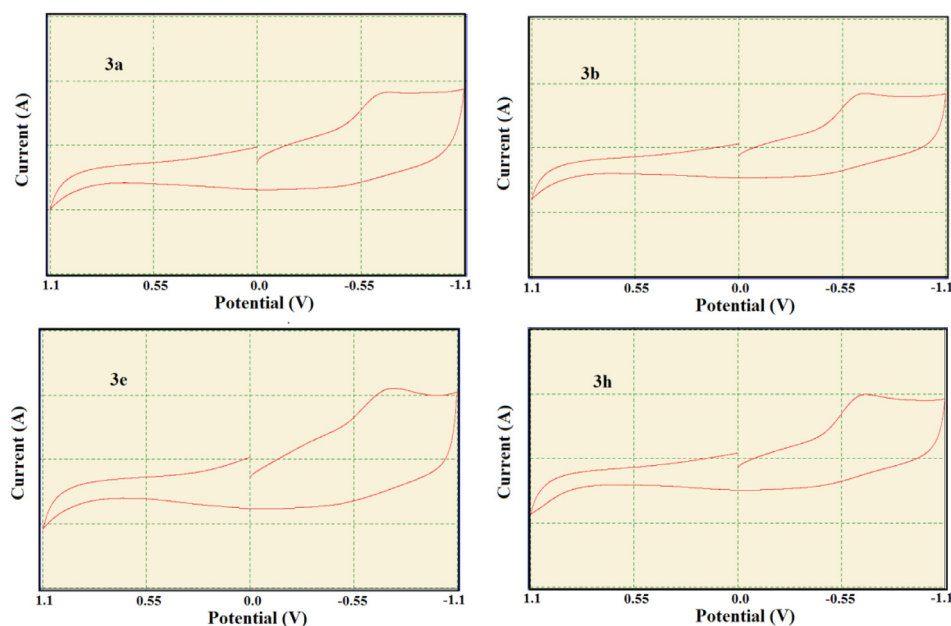 3a
Current (A)
1.1 0.55 0.0 -0.55 -1.1
Potential (V)
3b
Current (A)
1.1 0.55 0.0 -0.55 -1.1
Potential (V)
3e
Current (A)
1.1 0.55 0.0 -0.55 -1.1
Potential (V)
3h
Current (A)
1.1 0.55 0.0 -0.55 -1.1
Potential (V)